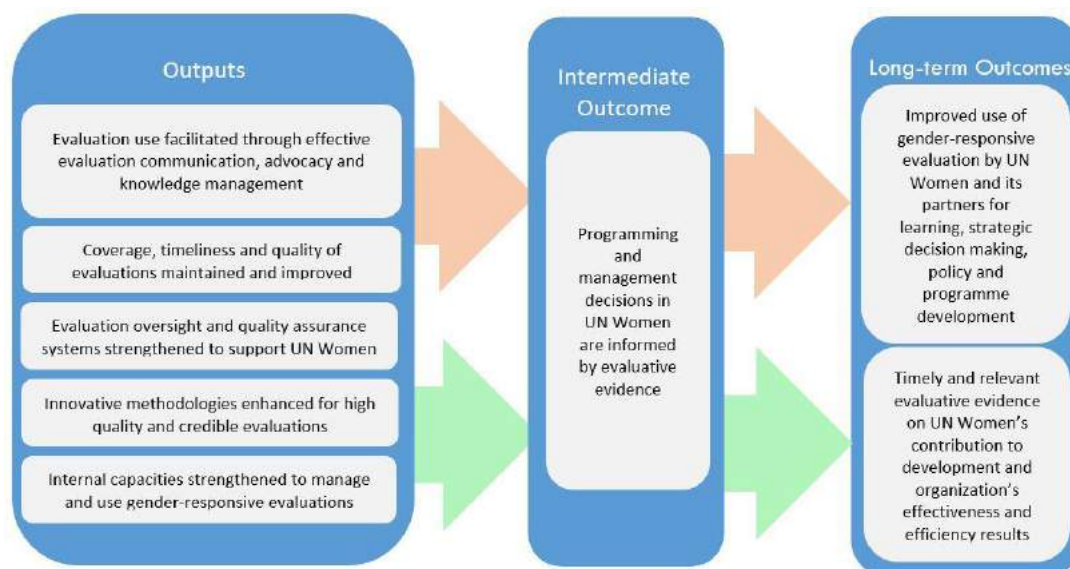 Outputs
Evaluation use facilitated through effective
evaluation communication, advocacy and
knowledge management
Coverage, timeliness and quality of
evaluations maintained and improved
Evaluation oversight and quality assurance
systems strengthened to support UN Women
Innovative methodologies enhanced for high
quality and credible evaluations
Internal capacities strengthened to manage
and use gender-responsive evaluations
Intermediate
Outcome
Programming
and
management
decisions in
UN Women
are informed
by evaluative
evidence
Long-term Outcomes
Improved use of
gender-responsive
evaluation by UN
Women and its
partners for
learning, strategic
decision making,
policy and
programme
development
Timely and relevant
evaluative evidence
on UN Women's
contribution to
development and
organization's
effectiveness and
efficiency results